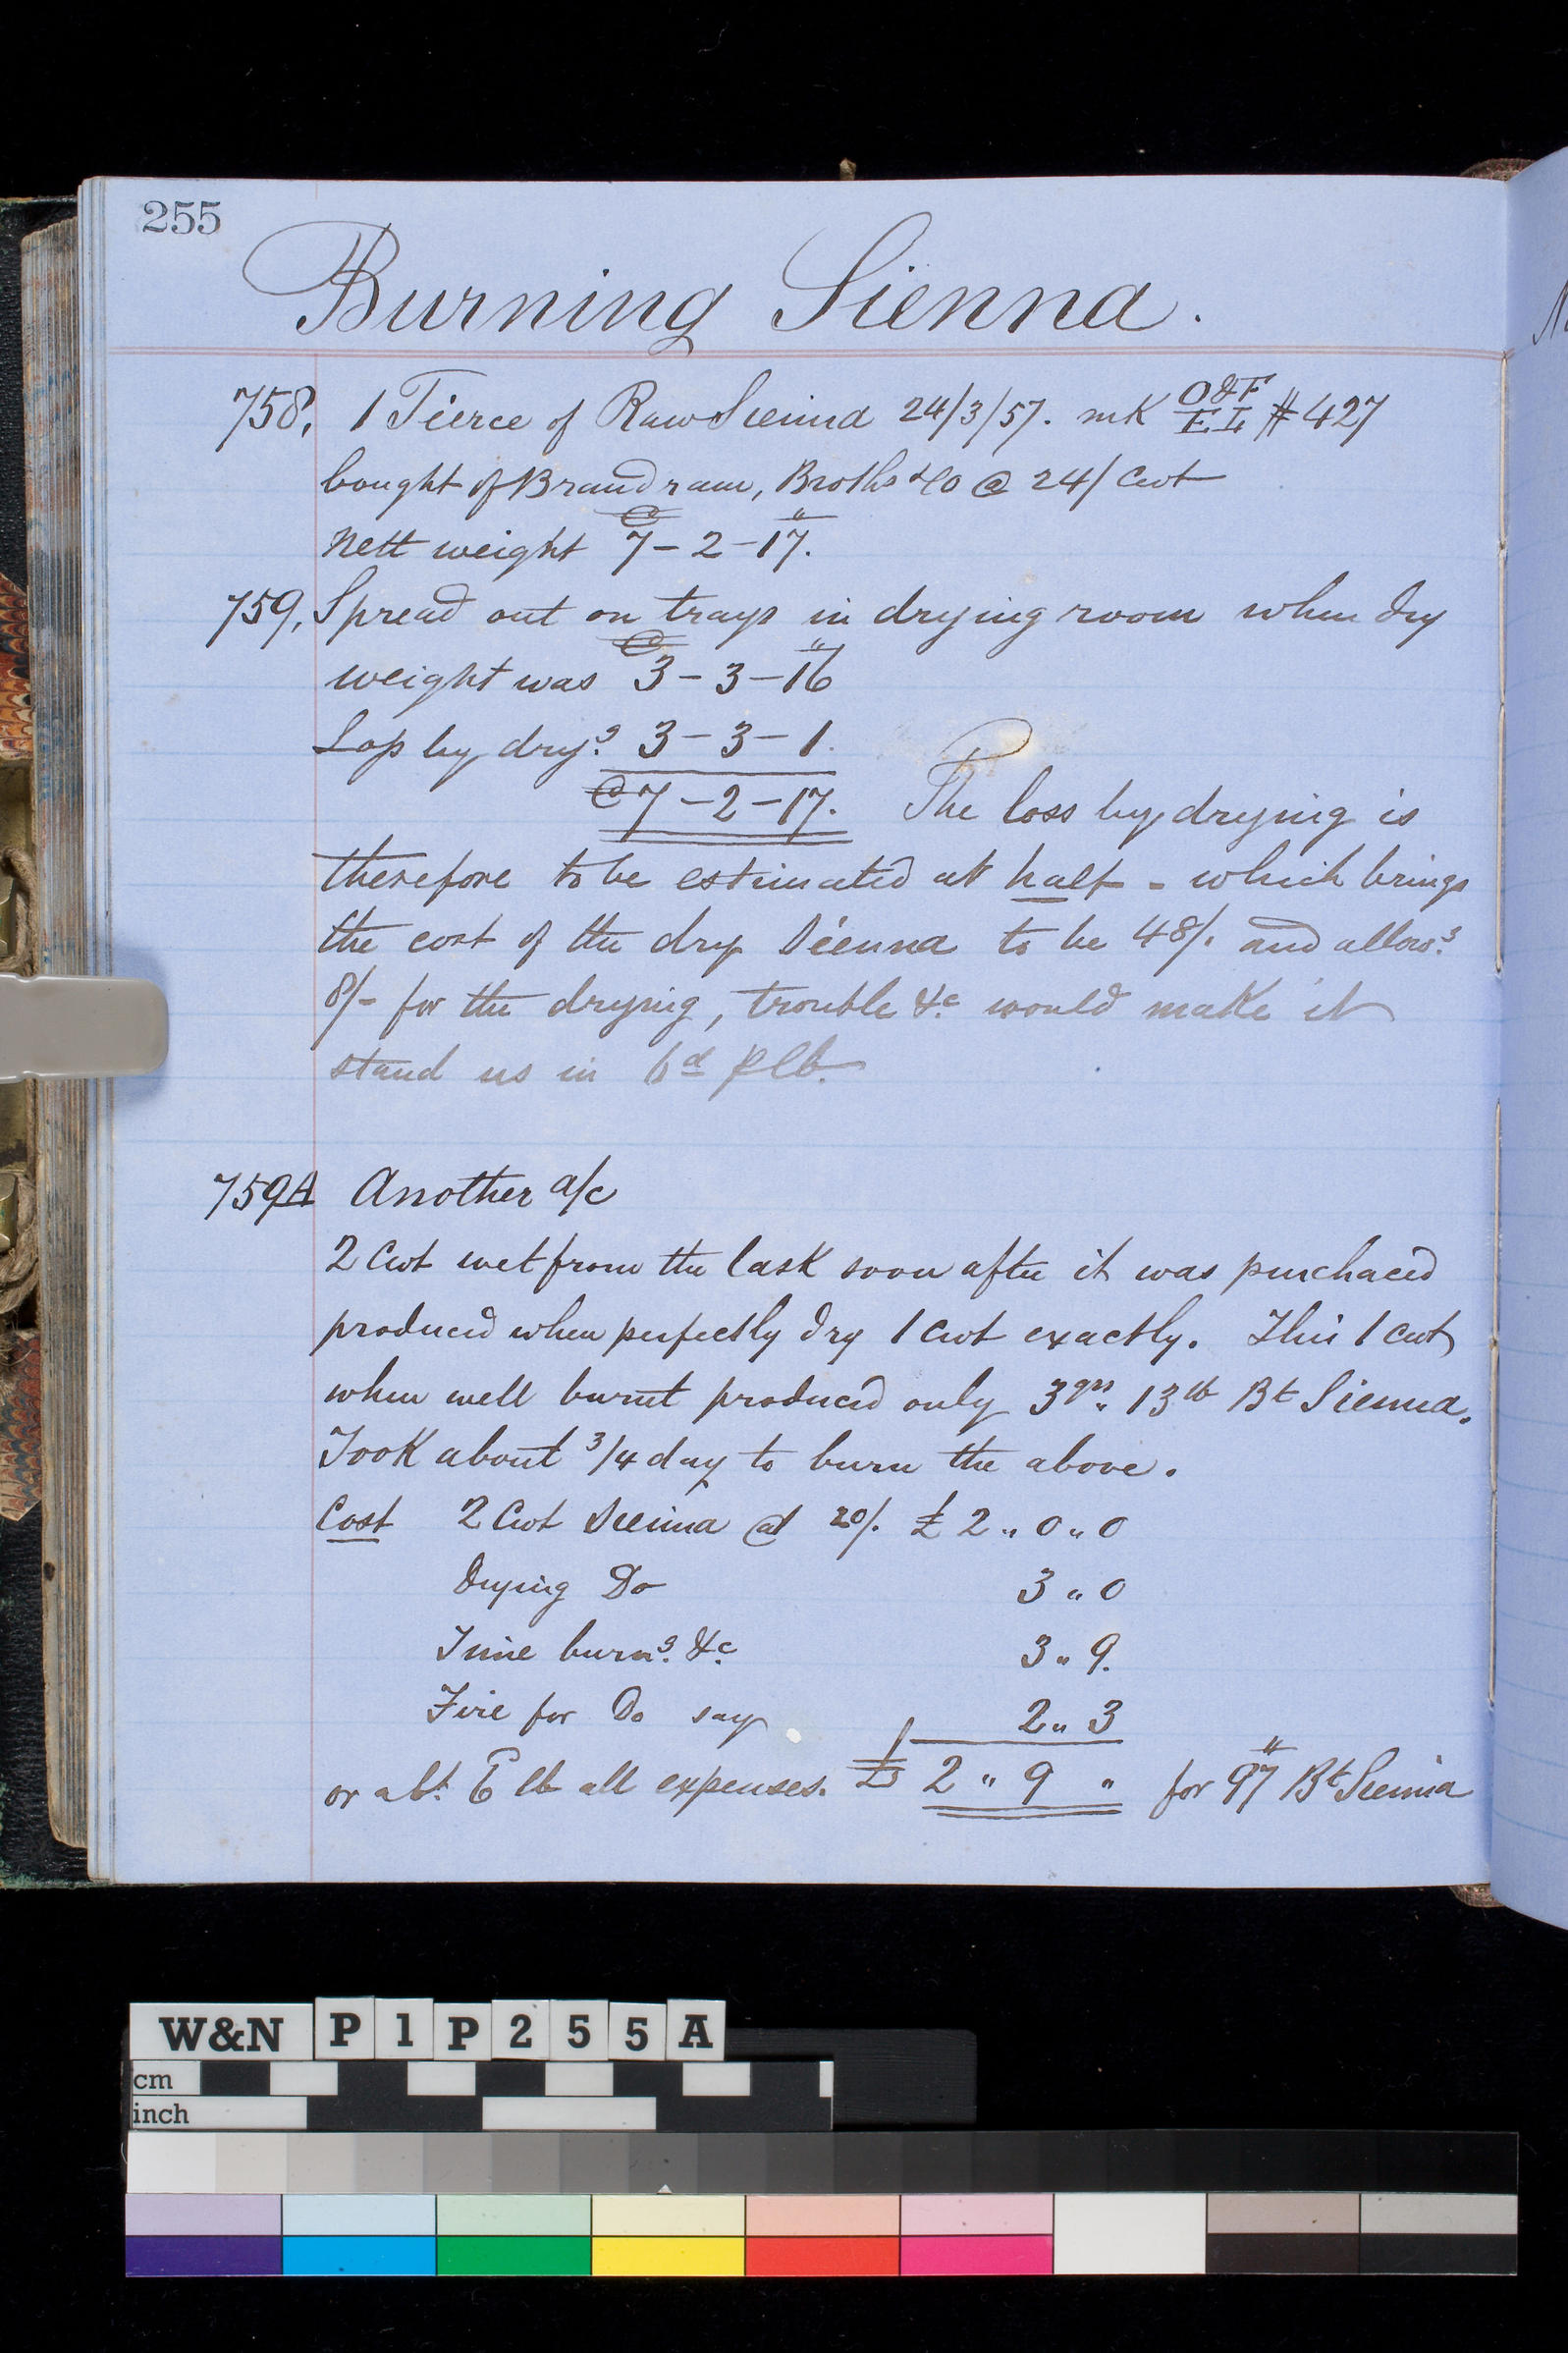 255
Burning Sienna.
758, 1 Tierce of Raw Sienna 24/3/57. mK O&F
EI #427
bought of Brandram, Broths & Co @ 24/ Cwt
Nett weight 7 - 2 - 17.
759, Spread out on trays in drying room when dry
weight was 3 - 3 - 16
Loss by dryg. 3 - 3 - 1.
C 7 - 2 - 17. The loss by drying is
therefore to be estimated at half - which brings
the cost of the dry Sienna to be 48/. and allowg.
8/- for the drying, trouble &c would make it
stand us in 6d P lb.
759A Another a/c
2 Cwt wet from the Cask soon after it was purchaced
produced when perfectly dry 1 Cwt exactly. This 1 Cwt
when well burnt produced only 3 qrs " 13 lb Bt Sienna.
Took about 3/4 day to burn the above.
Cost 2 Cwt Sienna at 20/. £ 2 " 0 " 0
Drying Do 3 " 0
Time burng. &c 3 " 9.
Fire for Do say 2 " 3
or abt. 6 lb all expenses. £ 2 " 9 " for 97 Bt Sienna
W&N P 1 P 2 5 5 A
cm
inch